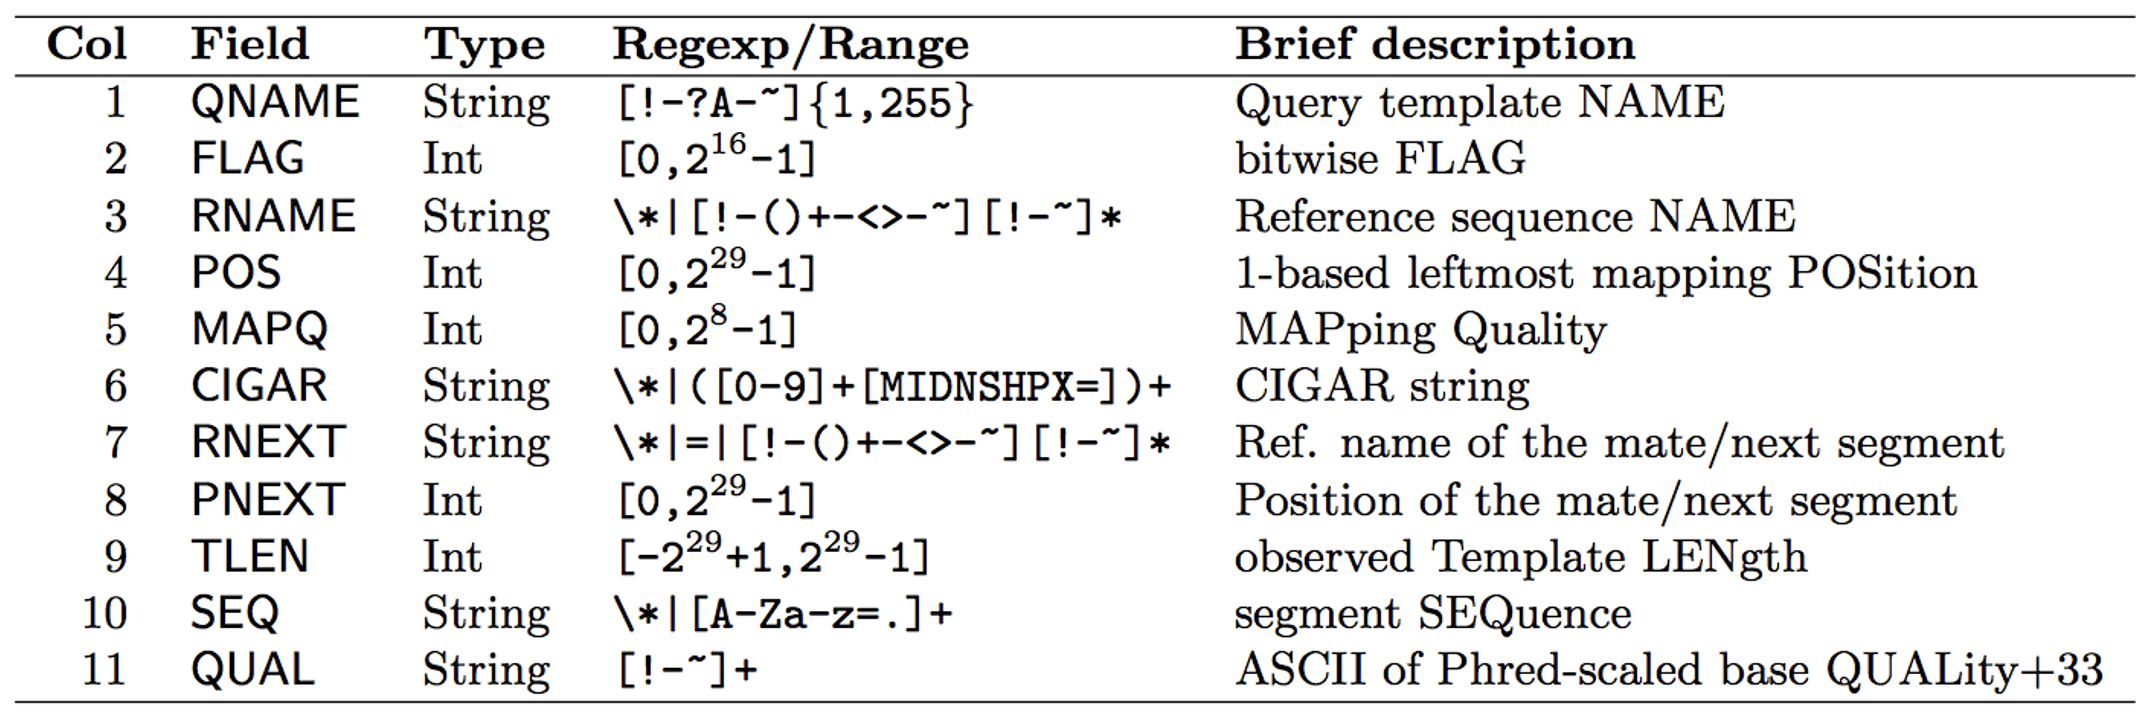 Col Field Type Regexp/Range Brief description
1 QNAME String [!-?A-~]{1,255} Query template NAME
2 FLAG Int [0,2^16-1] bitwise FLAG
3 RNAME String \*|[!-()+-<>-~][!-~]* Reference sequence NAME
4 POS Int [0,2^29-1] 1-based leftmost mapping POSition
5 MAPQ Int [0,2^8-1] MAPping Quality
6 CIGAR String \*|([0-9]+[MIDNSHPX=])+ CIGAR string
7 RNEXT String \*|=|[!-()+-<>-~][!-~]* Ref. name of the mate/next segment
8 PNEXT Int [0,2^29-1] Position of the mate/next segment
9 TLEN Int [-2^29+1,2^29-1] observed Template LENgth
10 SEQ String \*|[A-Za-z=.]+ segment SEQuence
11 QUAL String [!-~]+ ASCII of Phred-scaled base QUALity+33